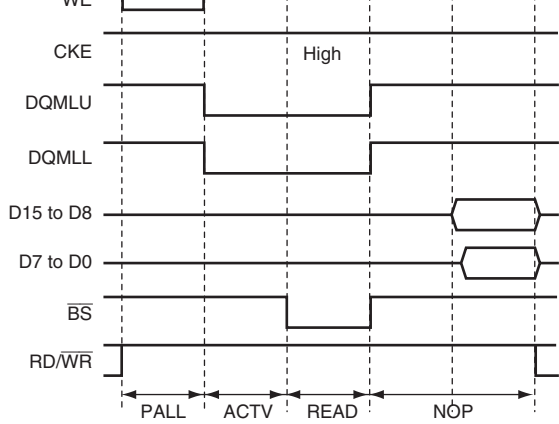 WE
CKE
High
DQMLU
DQMLL
D15 to D8
D7 to D0
BS
RD/WR
PALL ACTV READ NOP